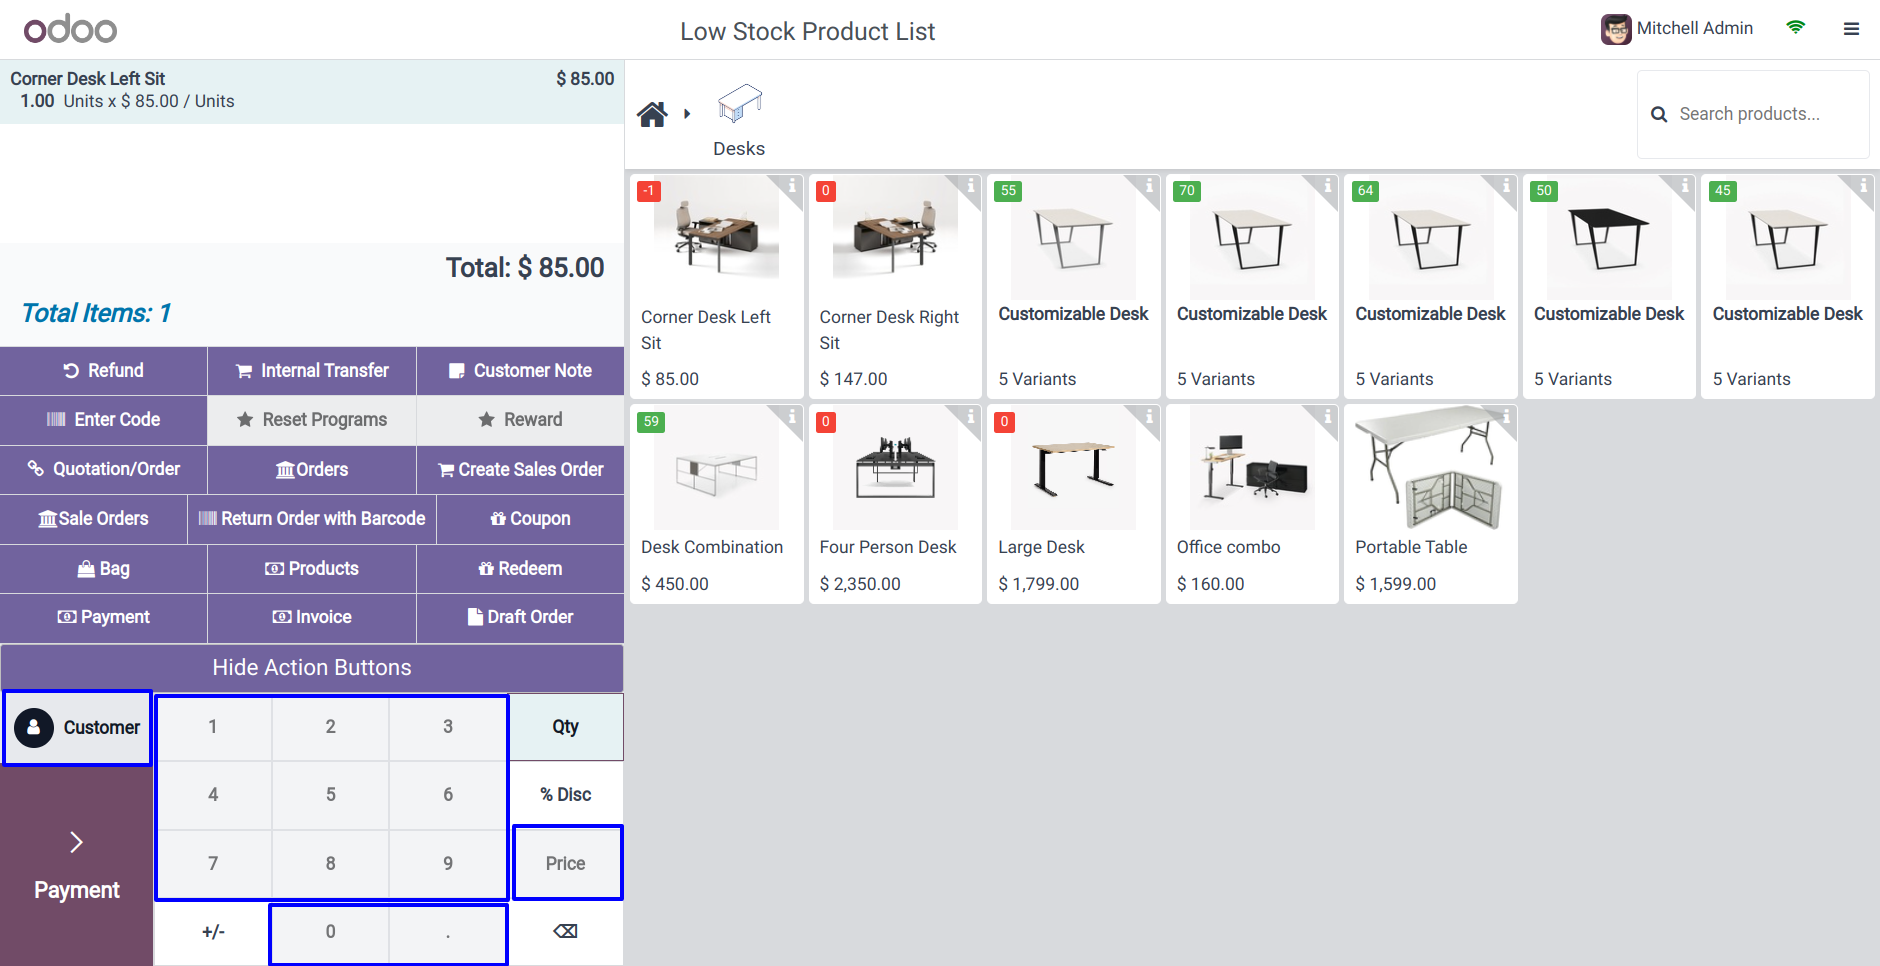 odoo
Low Stock Product List
Mitchell Admin
Corner Desk Left Sit $ 85.00
1.00 Units x $ 85.00 / Units
Total: $ 85.00
Total Items: 1
Refund Internal Transfer Customer Note
Enter Code Reset Programs Reward
Quotation/Order Orders Create Sales Order
Sale Orders Return Order with Barcode Coupon
Bag Products Redeem
Payment Invoice Draft Order
Hide Action Buttons
Customer 1 2 3 Qty
4 5 6 % Disc
7 8 9 Price
Payment
+/- 0 .
Desks
Search products...
-1 0 55 70 64 50 45
Corner Desk Left Sit
$ 85.00
Corner Desk Right Sit
$ 147.00
Customizable Desk
5 Variants
Customizable Desk
5 Variants
Customizable Desk
5 Variants
Customizable Desk
5 Variants
Customizable Desk
5 Variants
59 0 0
Desk Combination
$ 450.00
Four Person Desk
$ 2,350.00
Large Desk
$ 1,799.00
Office combo
$ 160.00
Portable Table
$ 1,599.00